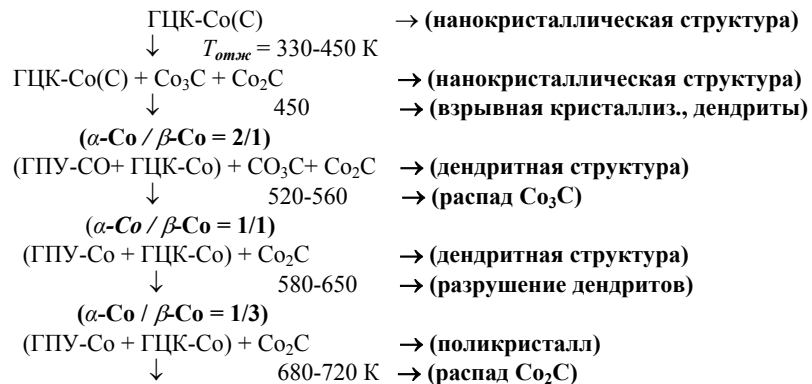 ГЦК-Co(C) → (нанокристаллическая структура)
↓ Tотж = 330-450 К
ГЦК-Co(C) + Co₃C + Co₂C → (нанокристаллическая структура)
↓ 450 → (взрывная кристаллиз., дендриты)
(α-Co / β-Co = 2/1)
(ГПУ-CO+ ГЦК-Co) + CO₃C+ Co₂C → (дендритная структура)
↓ 520-560 → (распад Co₃C)
(α-Co / β-Co = 1/1)
(ГПУ-Co + ГЦК-Co) + Co₂C → (дендритная структура)
↓ 580-650 → (разрушение дендритов)
(α-Co / β-Co = 1/3)
(ГПУ-Co + ГЦК-Co) + Co₂C → (поликристалл)
↓ 680-720 К → (распад Co₂C)